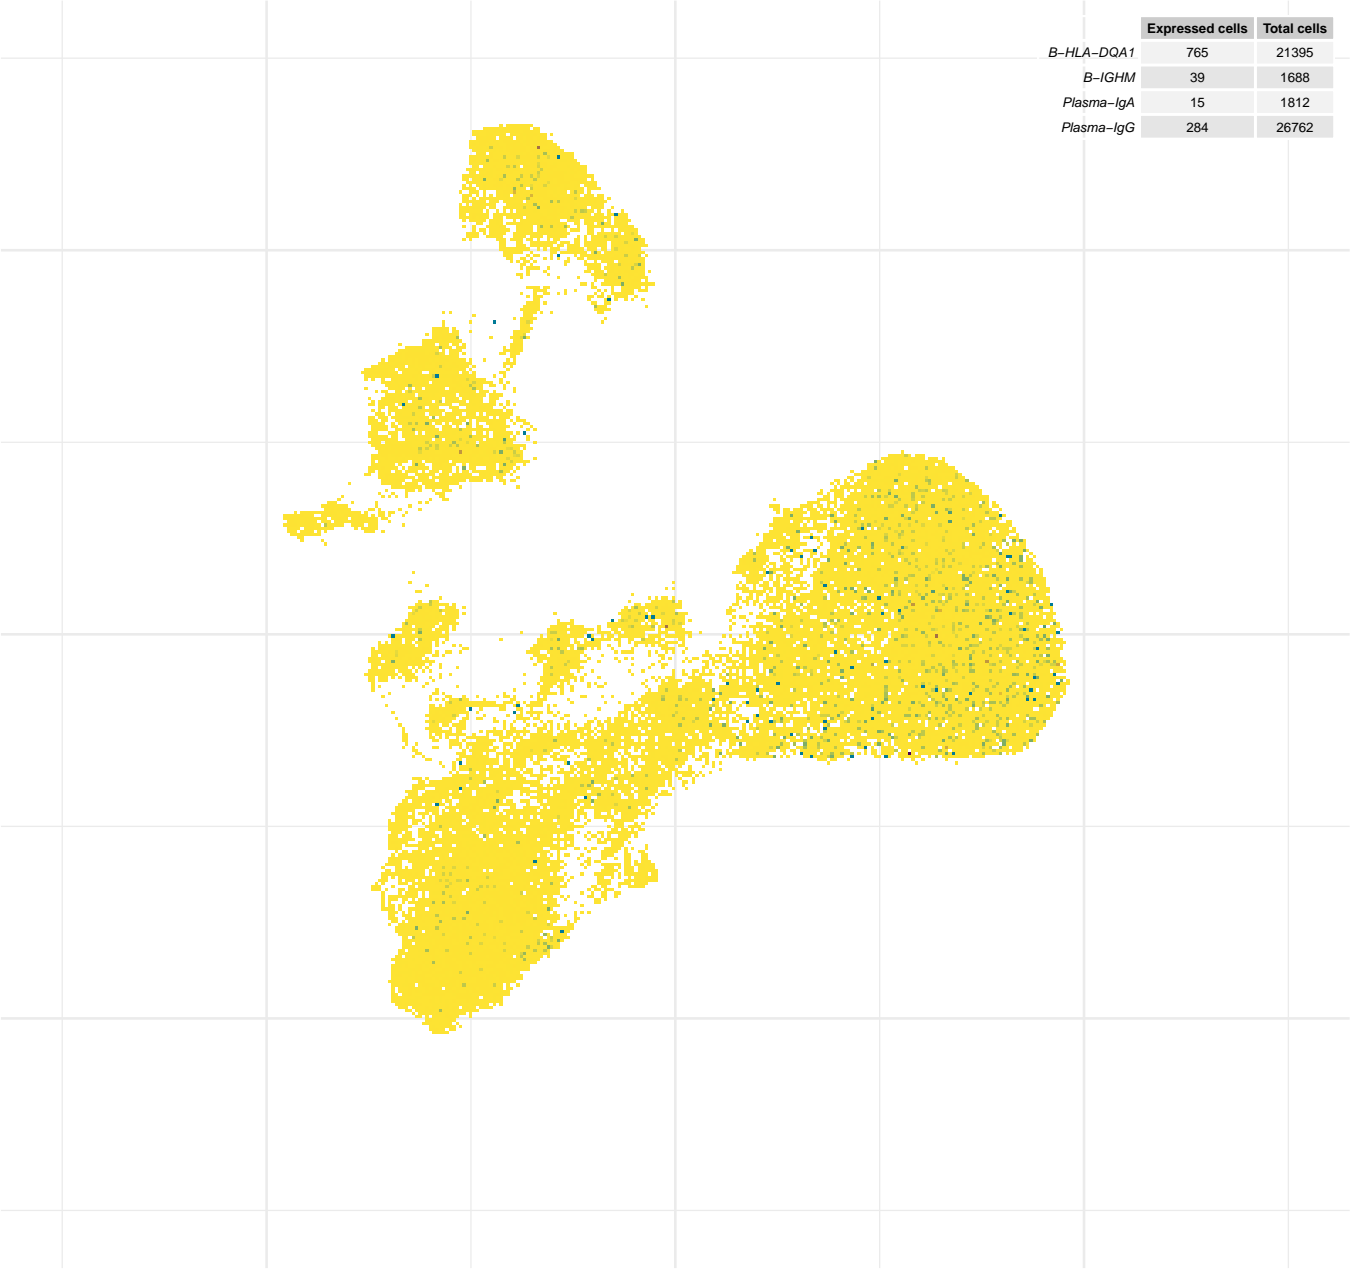 Expressed cells Total cells
B−HLA−DQA1 765 21395
B−IGHM 39 1688
Plasma−IgA 15 1812
Plasma−IgG 284 26762